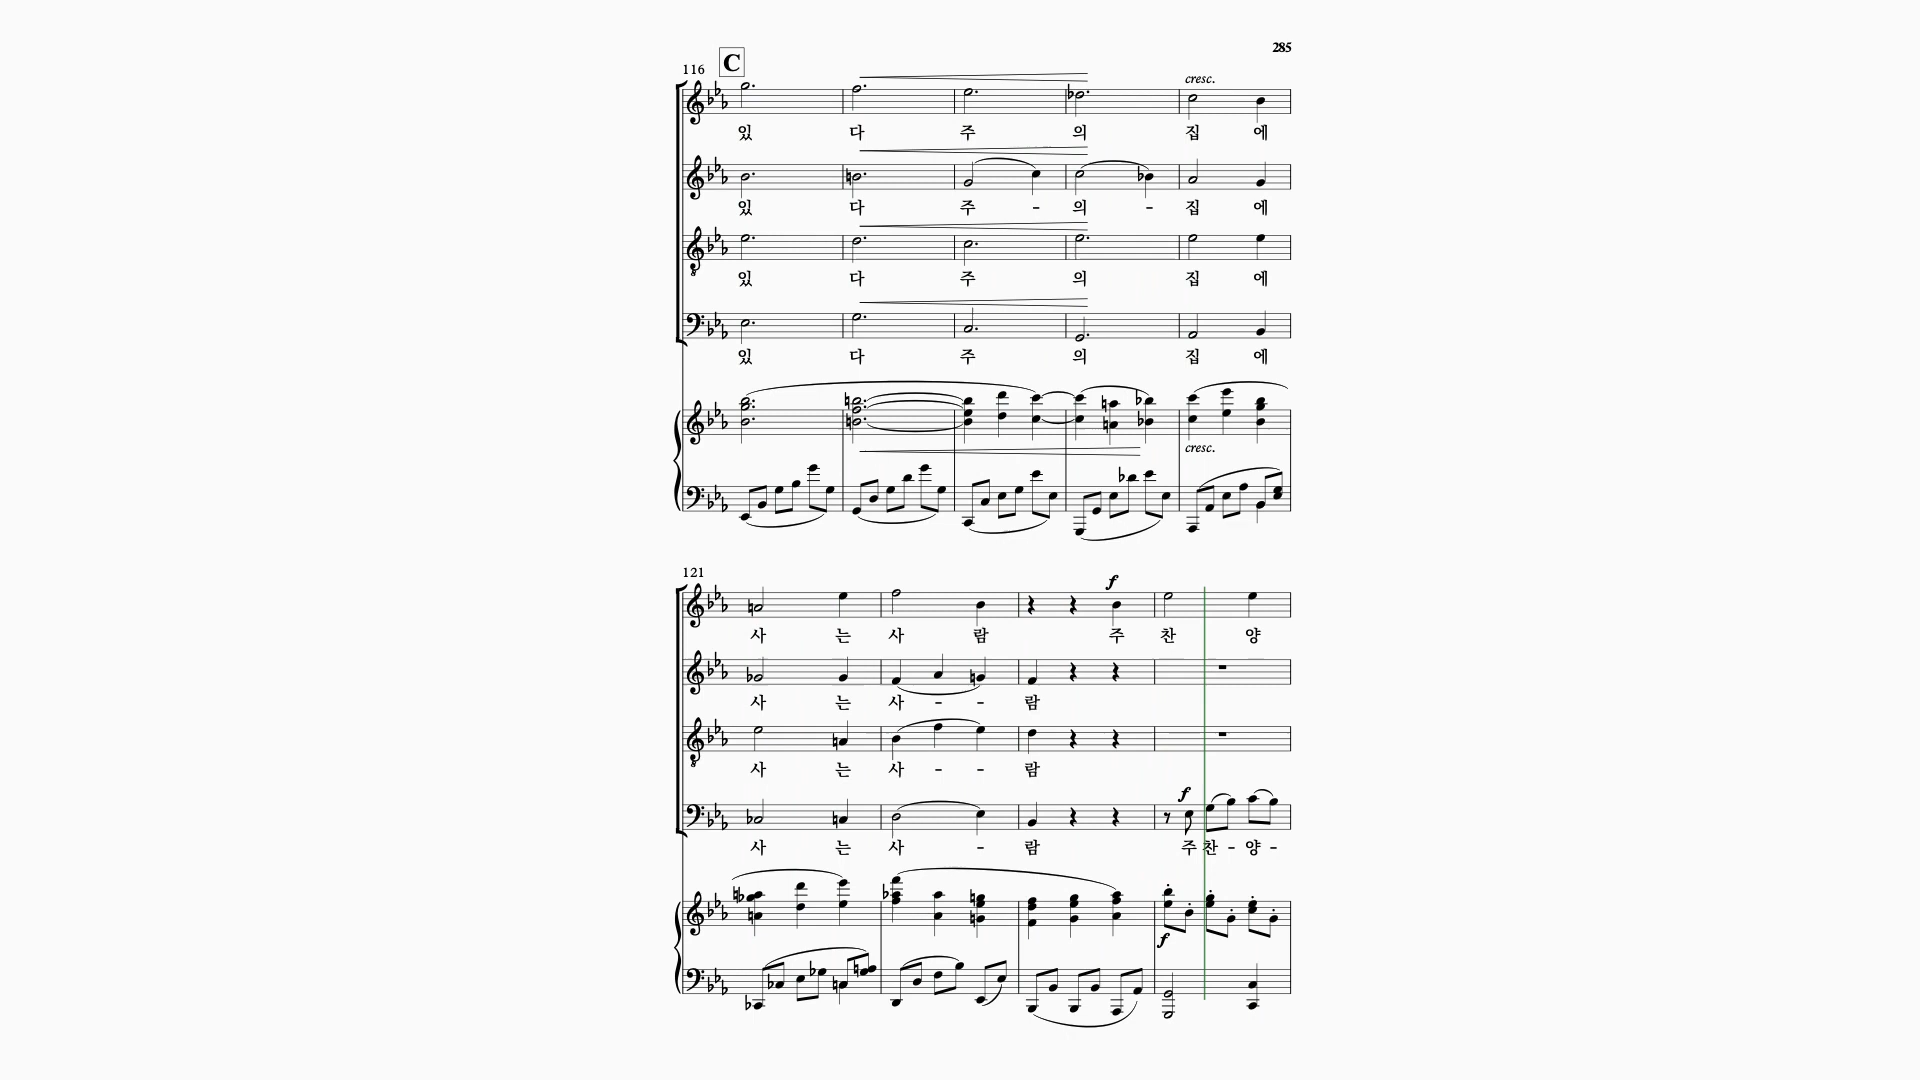 285
116 C
cresc.
있 다 주 의 집 에
있 다 주 - 의 - 집 에
있 다 주 의 집 에
있 다 주 의 집 에
cresc.
121
f
사 는 사 람 주 찬 양
사 는 사 - - 람
사 는 사 - - 람
f
사 는 사 - 람 주 찬 - 양 -
f